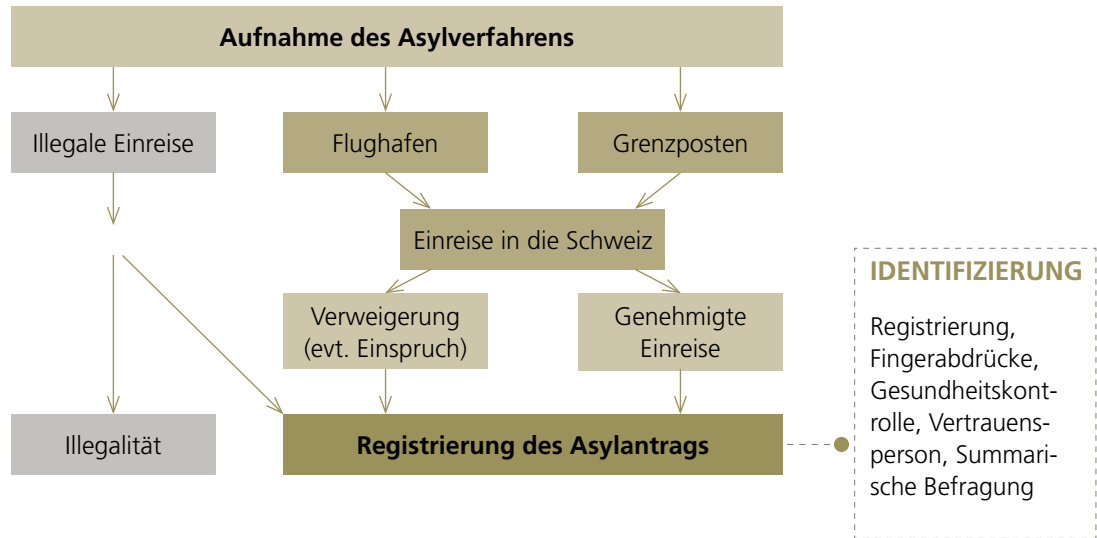 Aufnahme des Asylverfahrens
Illegale Einreise
Flughafen
Grenzposten
Einreise in die Schweiz
Verweigerung
(evt. Einspruch)
Genehmigte
Einreise
Illegalität
Registrierung des Asylantrags
IDENTIFIZIERUNG
Registrierung,
Fingerabdrücke,
Gesundheitskont-
rolle, Vertrauens-
person, Summari-
sche Befragung